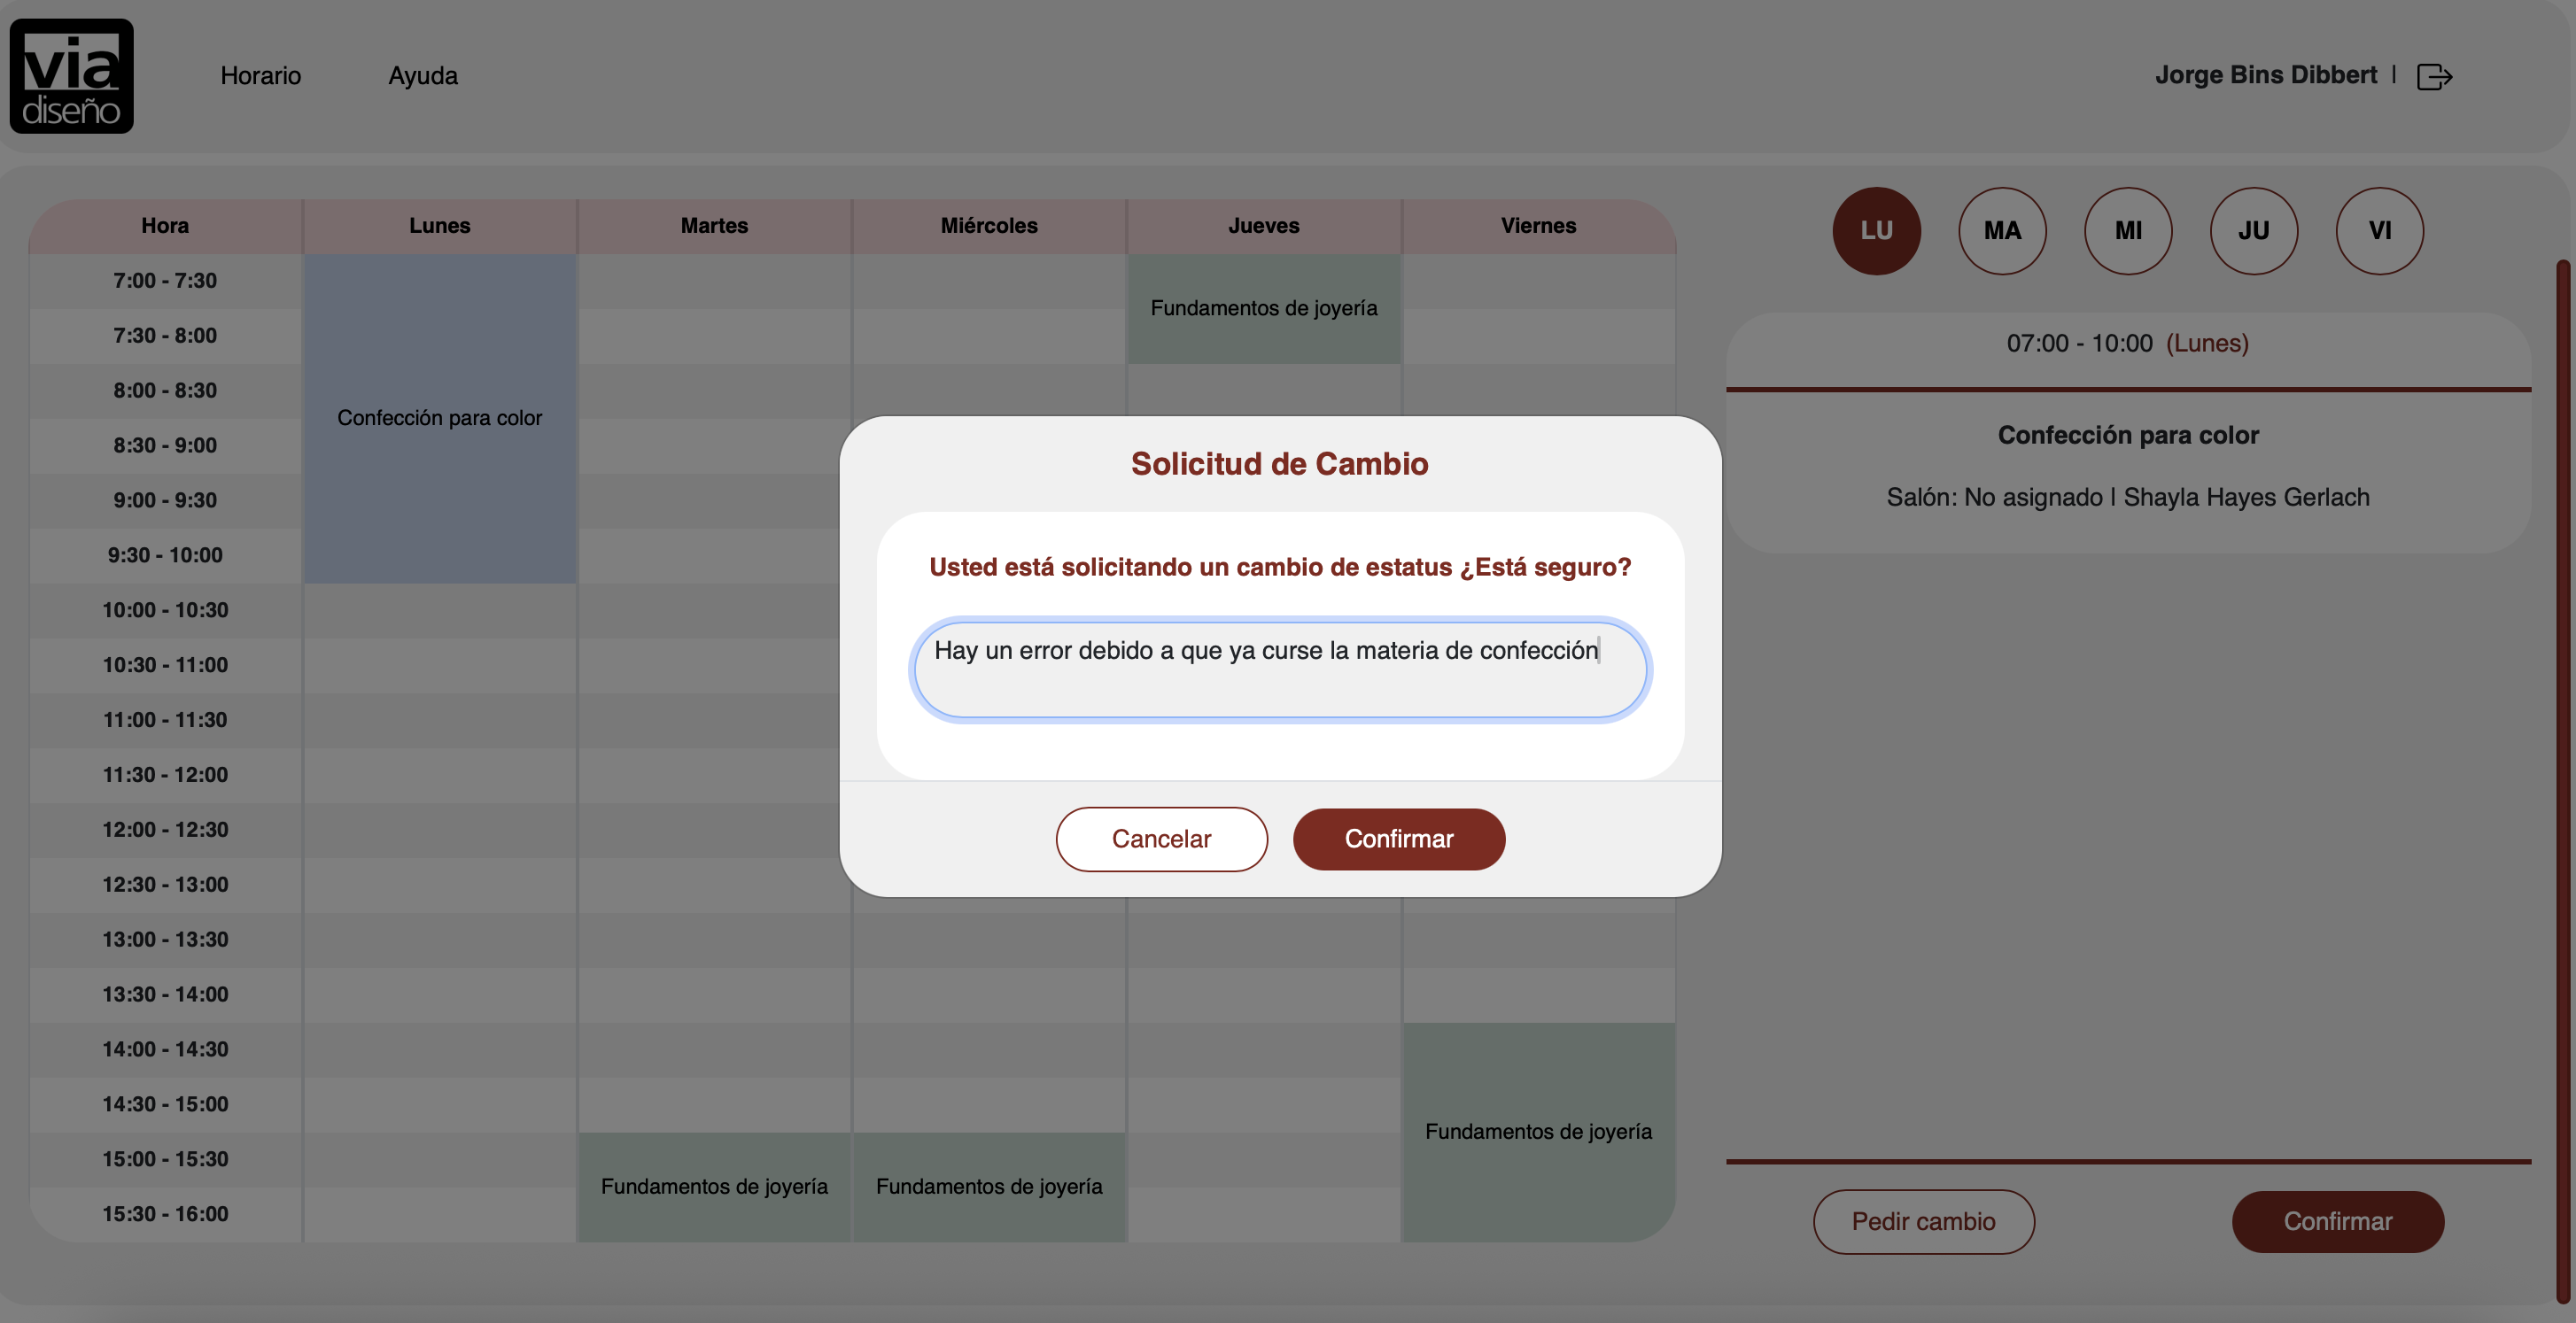 via
diseño
Horario Ayuda
Jorge Bins Dibbert |
Hora Lunes Martes Miércoles Jueves Viernes
7:00 - 7:30
7:30 - 8:00
8:00 - 8:30
8:30 - 9:00
9:00 - 9:30
9:30 - 10:00
10:00 - 10:30
10:30 - 11:00
11:00 - 11:30
11:30 - 12:00
12:00 - 12:30
12:30 - 13:00
13:00 - 13:30
13:30 - 14:00
14:00 - 14:30
14:30 - 15:00
15:00 - 15:30
15:30 - 16:00
Confección para color
Fundamentos de joyería
Fundamentos de joyería
Fundamentos de joyería
Fundamentos de joyería
Solicitud de Cambio
Usted está solicitando un cambio de estatus ¿Está seguro?
Hay un error debido a que ya curse la materia de confección
Cancelar Confirmar
LU MA MI JU VI
07:00 - 10:00 (Lunes)
Confección para color
Salón: No asignado | Shayla Hayes Gerlach
Pedir cambio Confirmar